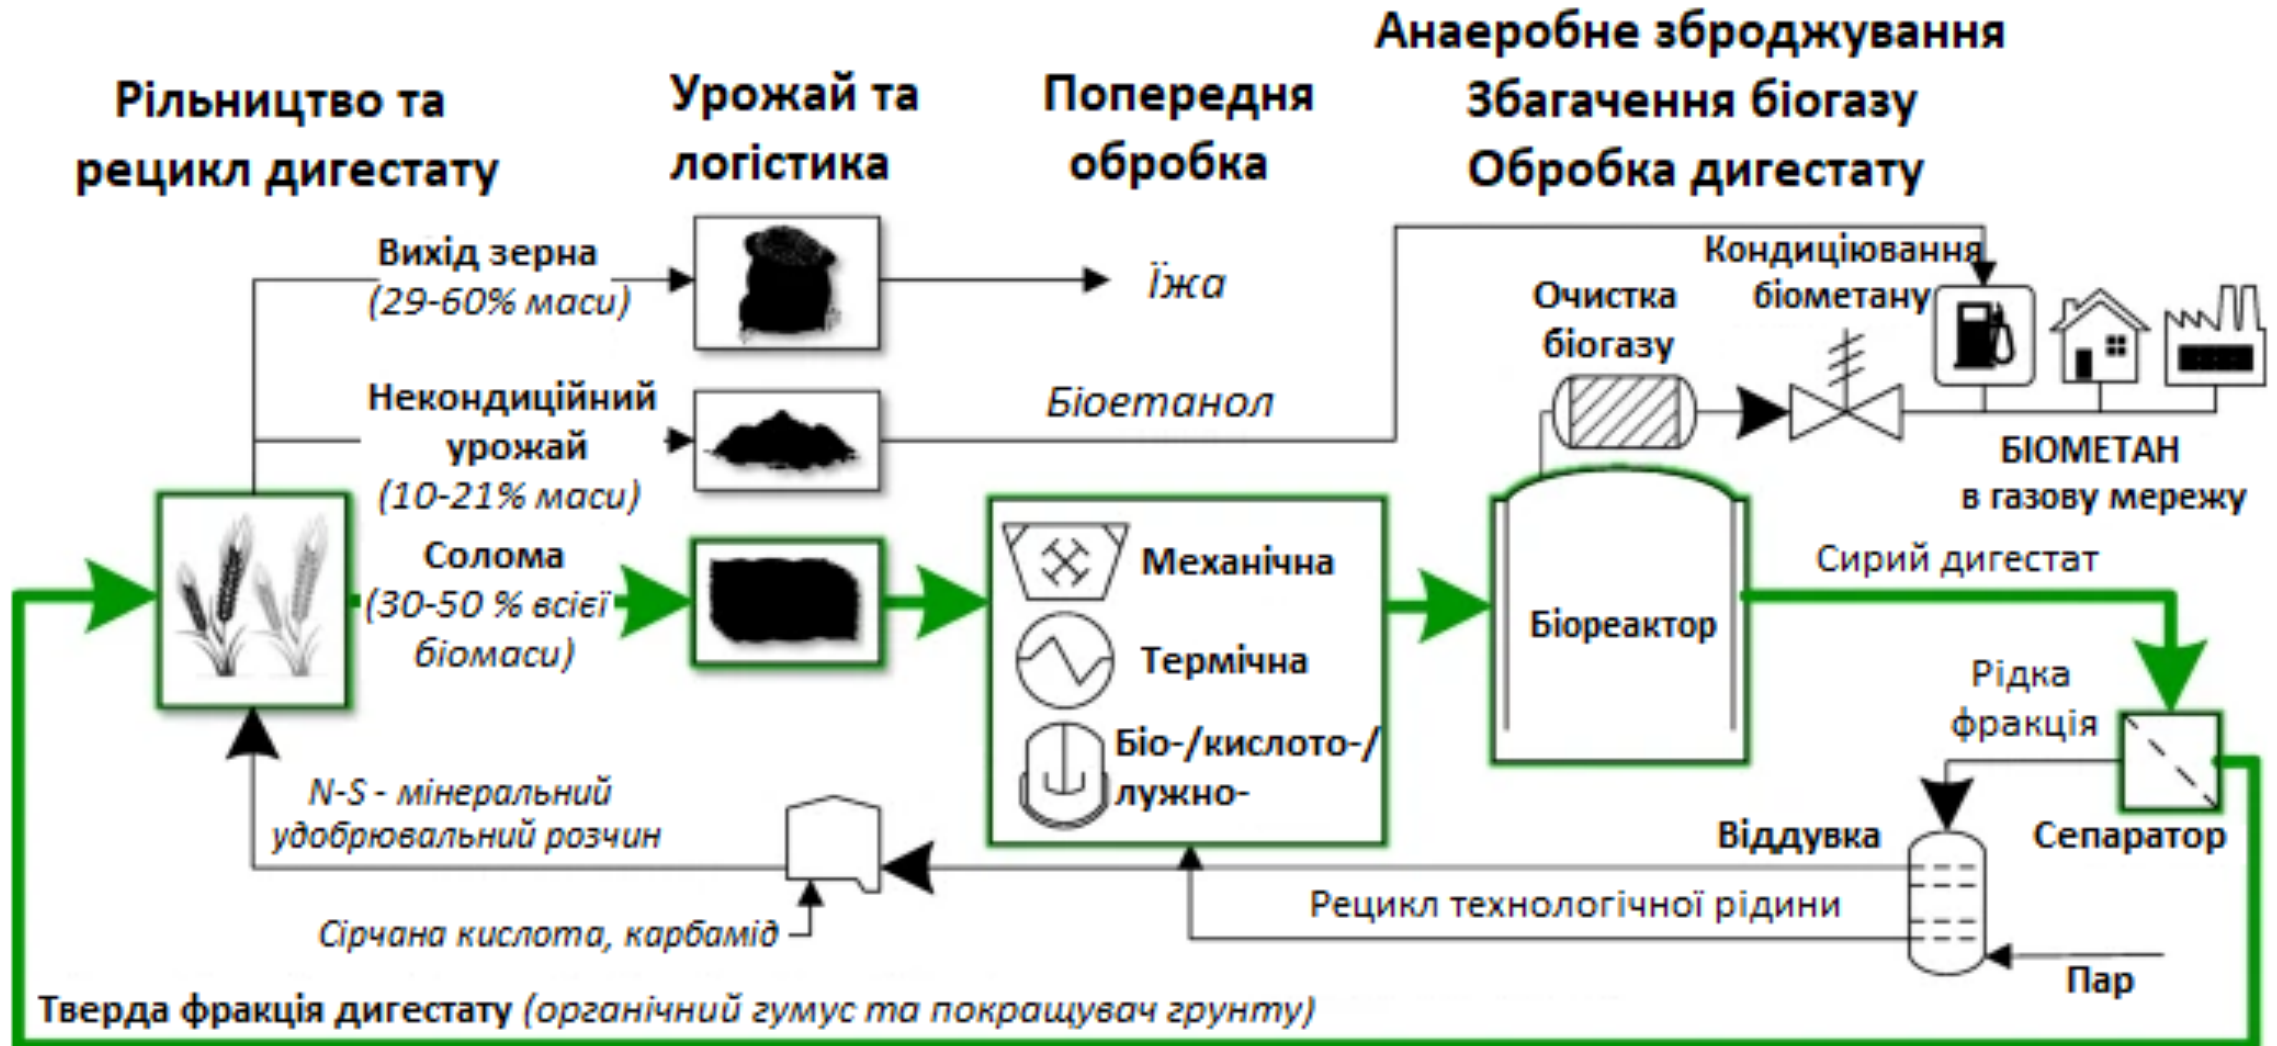 Рільництво та
рецикл дигестату
Урожай та
логістика
Попередня
обробка
Анаеробне зброджування
Збагачення біогазу
Обробка дигестату
Вихід зерна
(29-60% маси)
Їжа
Некондиційний
урожай
(10-21% маси)
Біоетанол
Солома
(30-50 % всієї
біомаси)
Механічна
Термічна
Біо-/кислото-/
лужно-
Очистка
біогазу
Кондиціювання
біометану
БІОМЕТАН
в газову мережу
Біореактор
Сирий дигестат
Рідка
фракція
Сепаратор
Віддувка
Пар
Рецикл технологічної рідини
N-S - мінеральний
удобрювальний розчин
Сірчана кислота, карбамід
Тверда фракція дигестату (органічний гумус та покращувач грунту)